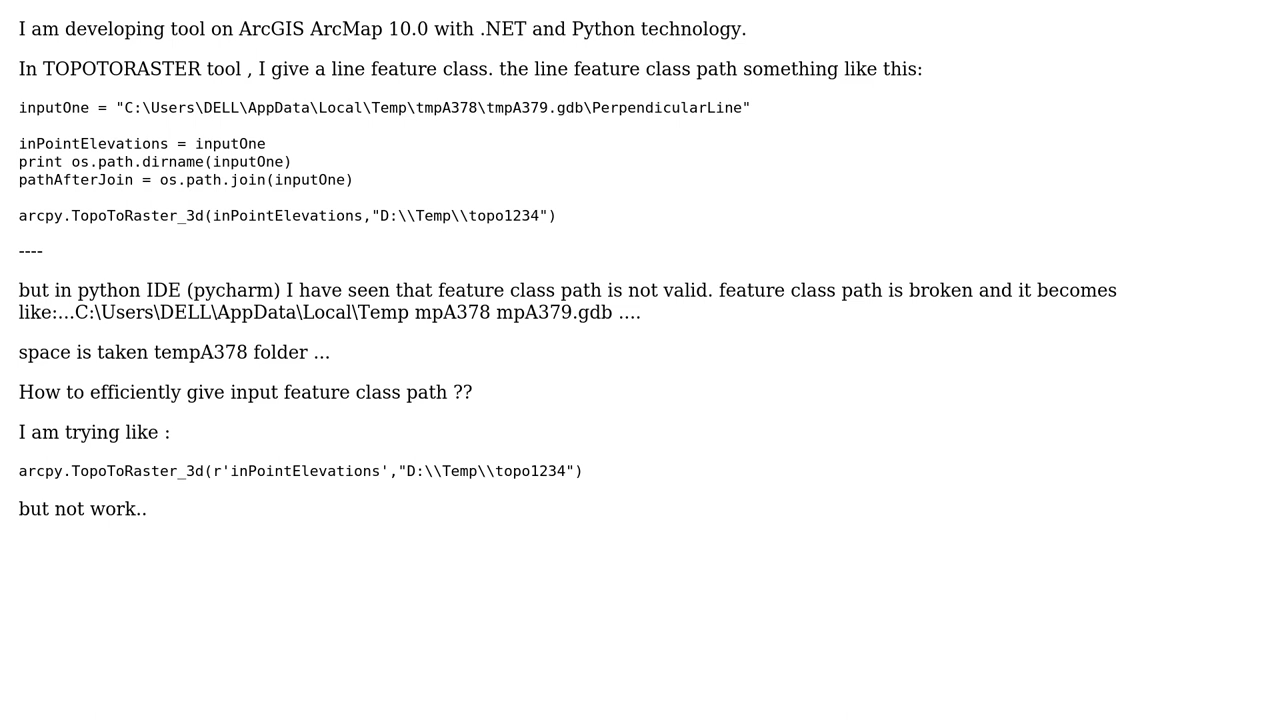 I am developing tool on ArcGIS ArcMap 10.0 with .NET and Python technology.
In TOPOTORASTER tool , I give a line feature class. the line feature class path something like this:
inputOne = "C:\Users\DELL\AppData\Local\Temp\tmpA378\tmpA379.gdb\PerpendicularLine"
inPointElevations = inputOne
print os.path.dirname(inputOne)
pathAfterJoin = os.path.join(inputOne)
arcpy.TopoToRaster_3d(inPointElevations,"D:\\Temp\\topo1234")
----
but in python IDE (pycharm) I have seen that feature class path is not valid. feature class path is broken and it becomes
like:...C:\Users\DELL\AppData\Local\Temp mpA378 mpA379.gdb ....
space is taken tempA378 folder ...
How to efficiently give input feature class path ??
I am trying like :
arcpy.TopoToRaster_3d(r'inPointElevations',"D:\\Temp\\topo1234")
but not work..